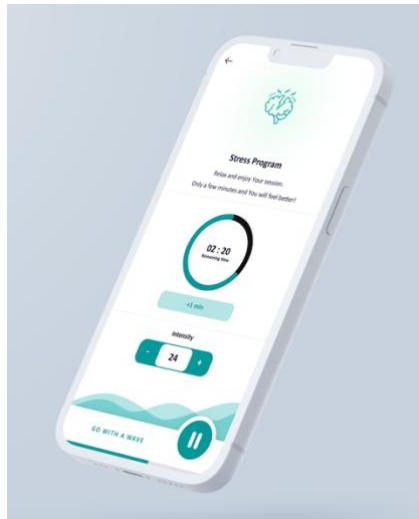 Stress Program
Relax and enjoy Your session.
Only a few minutes and You will feel better!
02 : 20
Remaining time
+1 min
Intensity
- 24 +
GO WITH A WAVE